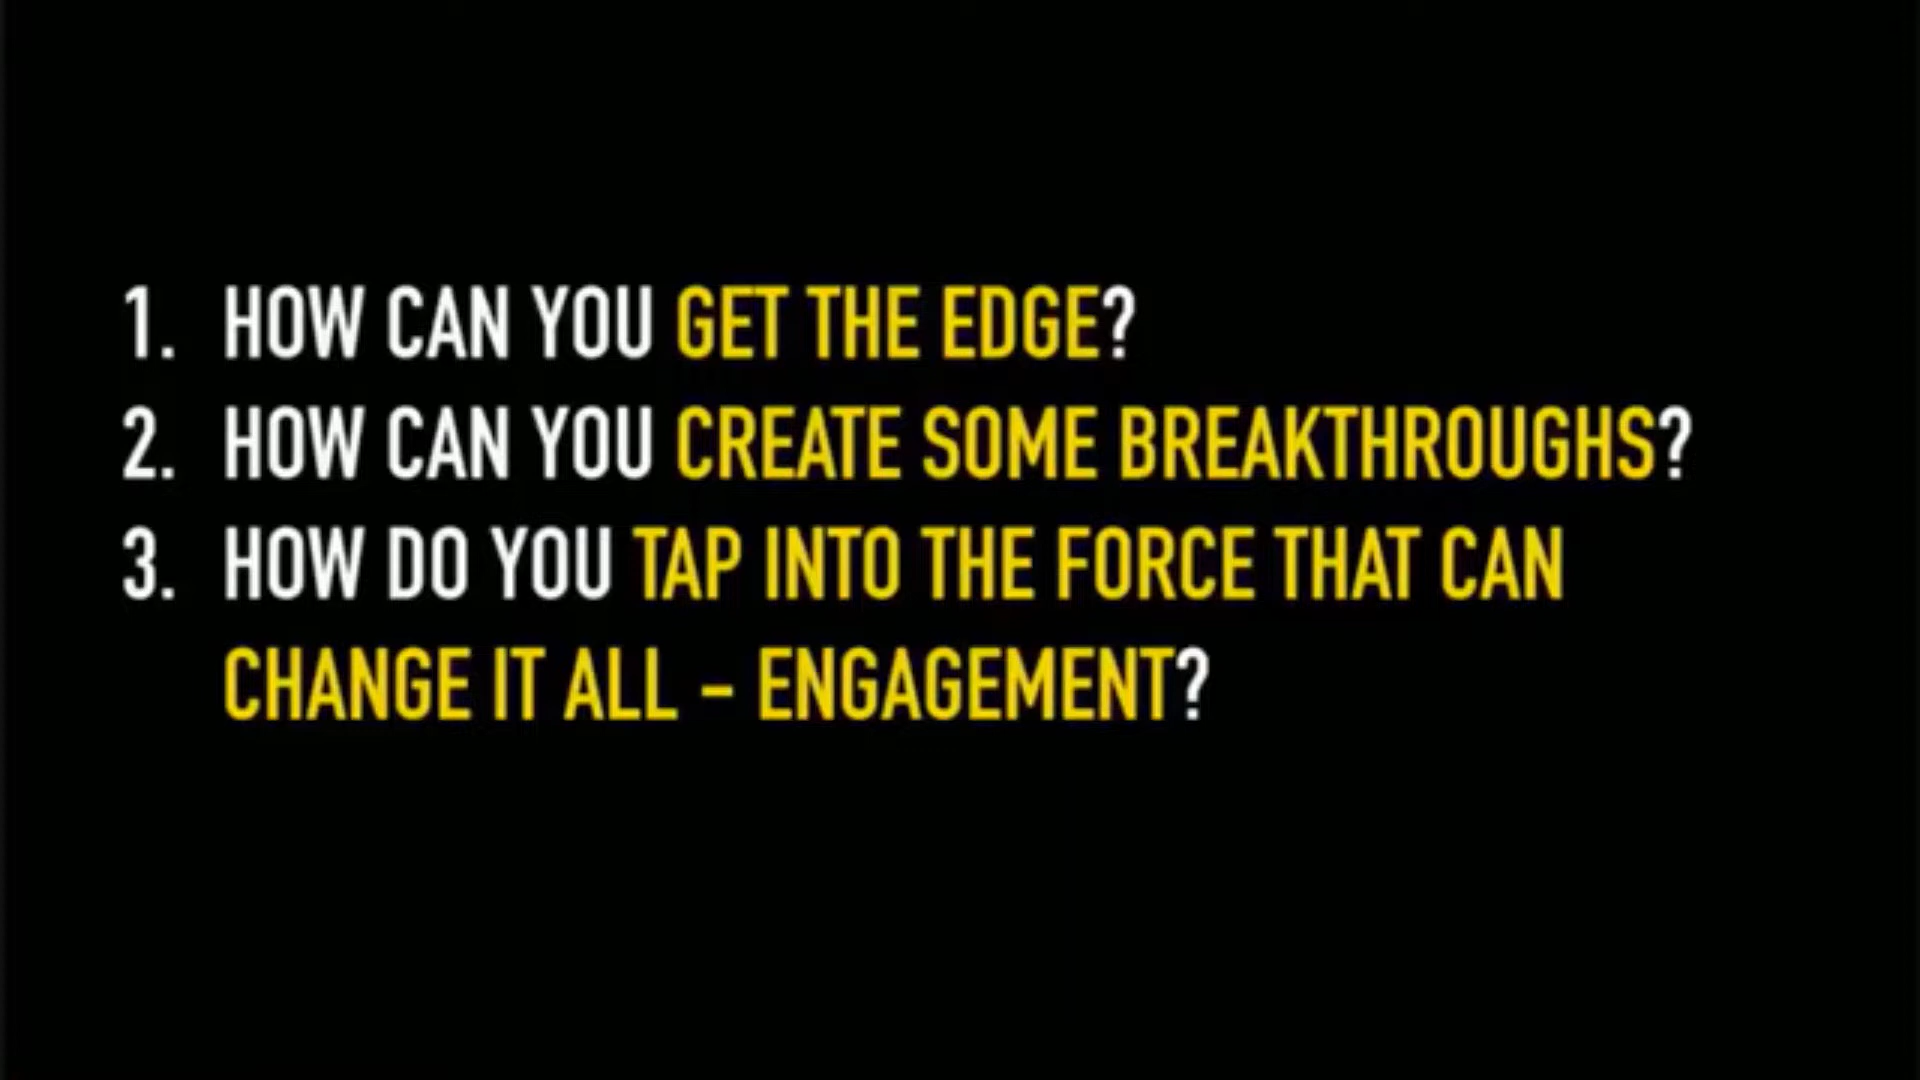 1. HOW CAN YOU GET THE EDGE?
2. HOW CAN YOU CREATE SOME BREAKTHROUGHS?
3. HOW DO YOU TAP INTO THE FORCE THAT CAN
CHANGE IT ALL – ENGAGEMENT?